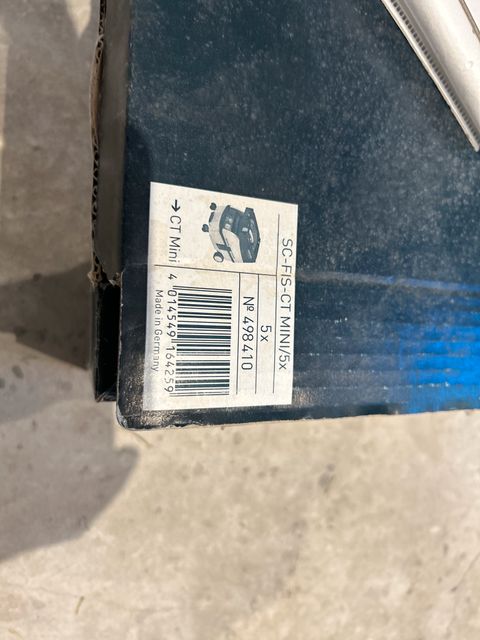 SC-FIS-CT MINI/5x
5x
Nº 498410
→ CT Mini
4 014549 164259
Made in Germany